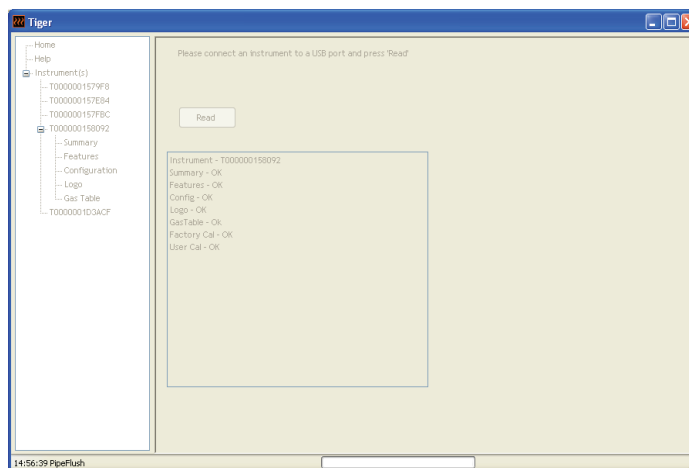 Tiger
Home
Help
Instrument(s)
T0000001579F8
T000000157E84
T000000157FBC
T000000158092
Summary
Features
Configuration
Logo
Gas Table
T0000001D3ACF
Please connect an instrument to a USB port and press 'Read'
Read
Instrument - T000000158092
Summary - OK
Features - OK
Config - OK
Logo - OK
GasTable - Ok
Factory Cal - OK
User Cal - OK
14:56:39 PipeFlush